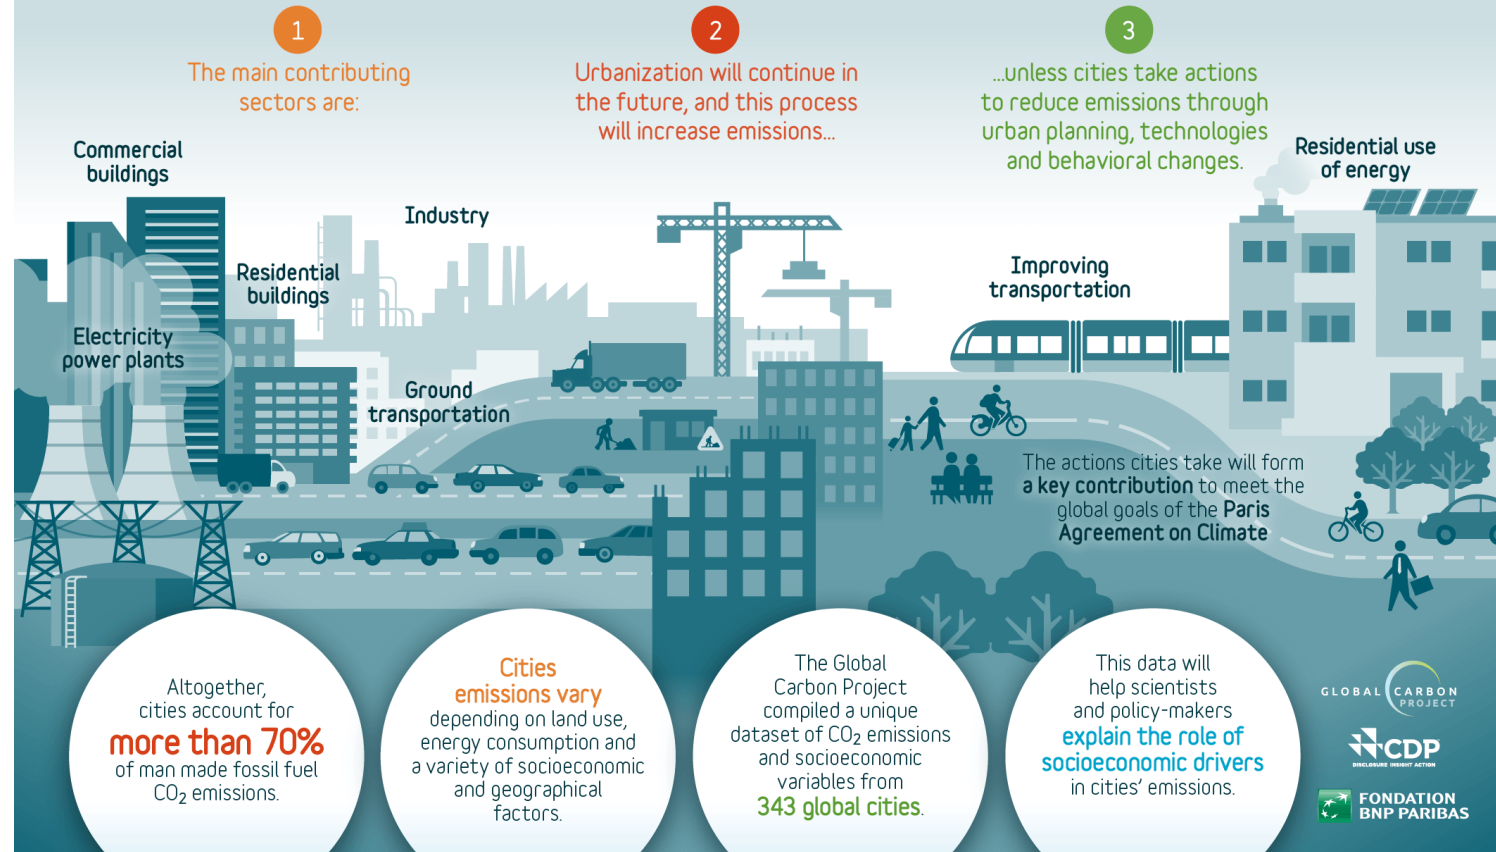 1
The main contributing
sectors are:
2
Urbanization will continue in
the future, and this process
will increase emissions...
3
...unless cities take actions
to reduce emissions through
urban planning, technologies
and behavioral changes.
Commercial
buildings
Residential use
of energy
Industry
Residential
buildings
Improving
transportation
Electricity
power plants
Ground
transportation
The actions cities take will form
a key contribution to meet the
global goals of the Paris
Agreement on Climate
Altogether,
cities account for
more than 70%
of man made fossil fuel
CO₂ emissions.
Cities
emissions vary
depending on land use,
energy consumption and
a variety of socioeconomic
and geographical
factors.
The Global
Carbon Project
compiled a unique
dataset of CO₂ emissions
and socioeconomic
variables from
343 global cities.
This data will
help scientists
and policy-makers
explain the role of
socioeconomic drivers
in cities' emissions.
GLOBAL CARBON
PROJECT
CDP
DISCLOSURE INSIGHT ACTION
FONDATION
BNP PARIBAS